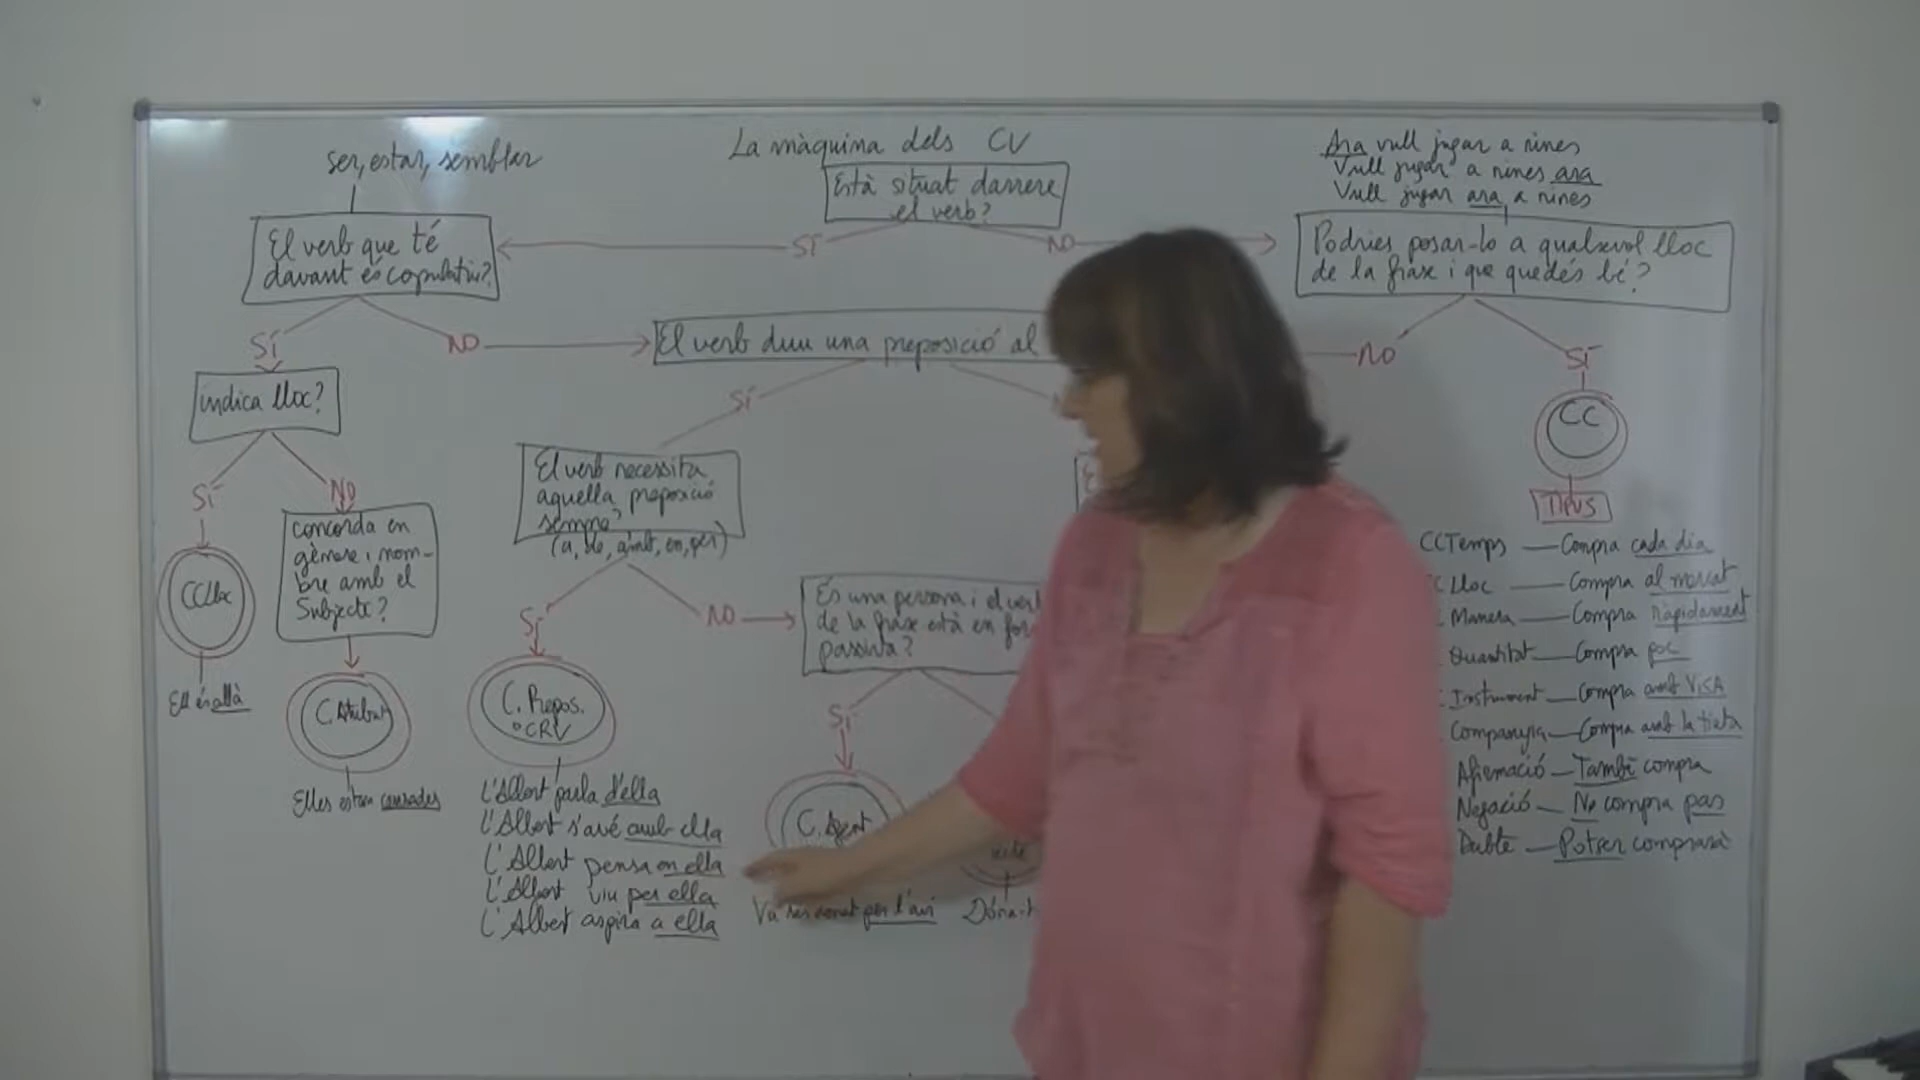 La màquina dels CV
Està situat darrere
el verb?
SÍ
NO
ser, estar, semblar
El verb que té
davant és copulatiu?
SÍ
NO
indica lloc?
SÍ
NO
CCLloc
Ell és allà
concorda en
gènere i nom-
bre amb el
Subjecte?
C. Atribut
Elles estan cansades
El verb duu una preposició al
SÍ
El verb necessita
aquella preposició
sempre?
(a, de, amb, en, per)
SÍ
NO
C. Prepos.
o CRV
L'Albert parla d'ella
L'Albert s'avé amb ella
L'Albert pensa en ella
L'Albert viu per ella
L'Albert aspira a ella
És una persona i el verb
de la frase està en for
passiva?
SÍ
C. Agent
Va ser donat per l'avi
Dóna-
Ara vull jugar a nines
Vull jugar a nines ara
Vull jugar ara a nines
Podries posar-lo a qualsevol lloc
de la frase i que quedés bé?
NO
SÍ
CC
TIPUS
CCTemps — Compra cada dia
C Lloc — Compra al mercat
Manera — Compra ràpidament
Quantitat — Compra poc
Instrument — Compra amb VISA
Companyia — Compra amb la tieta
Afirmació — També compra
Negació — No compra pas
Dubte — Potser comprarà